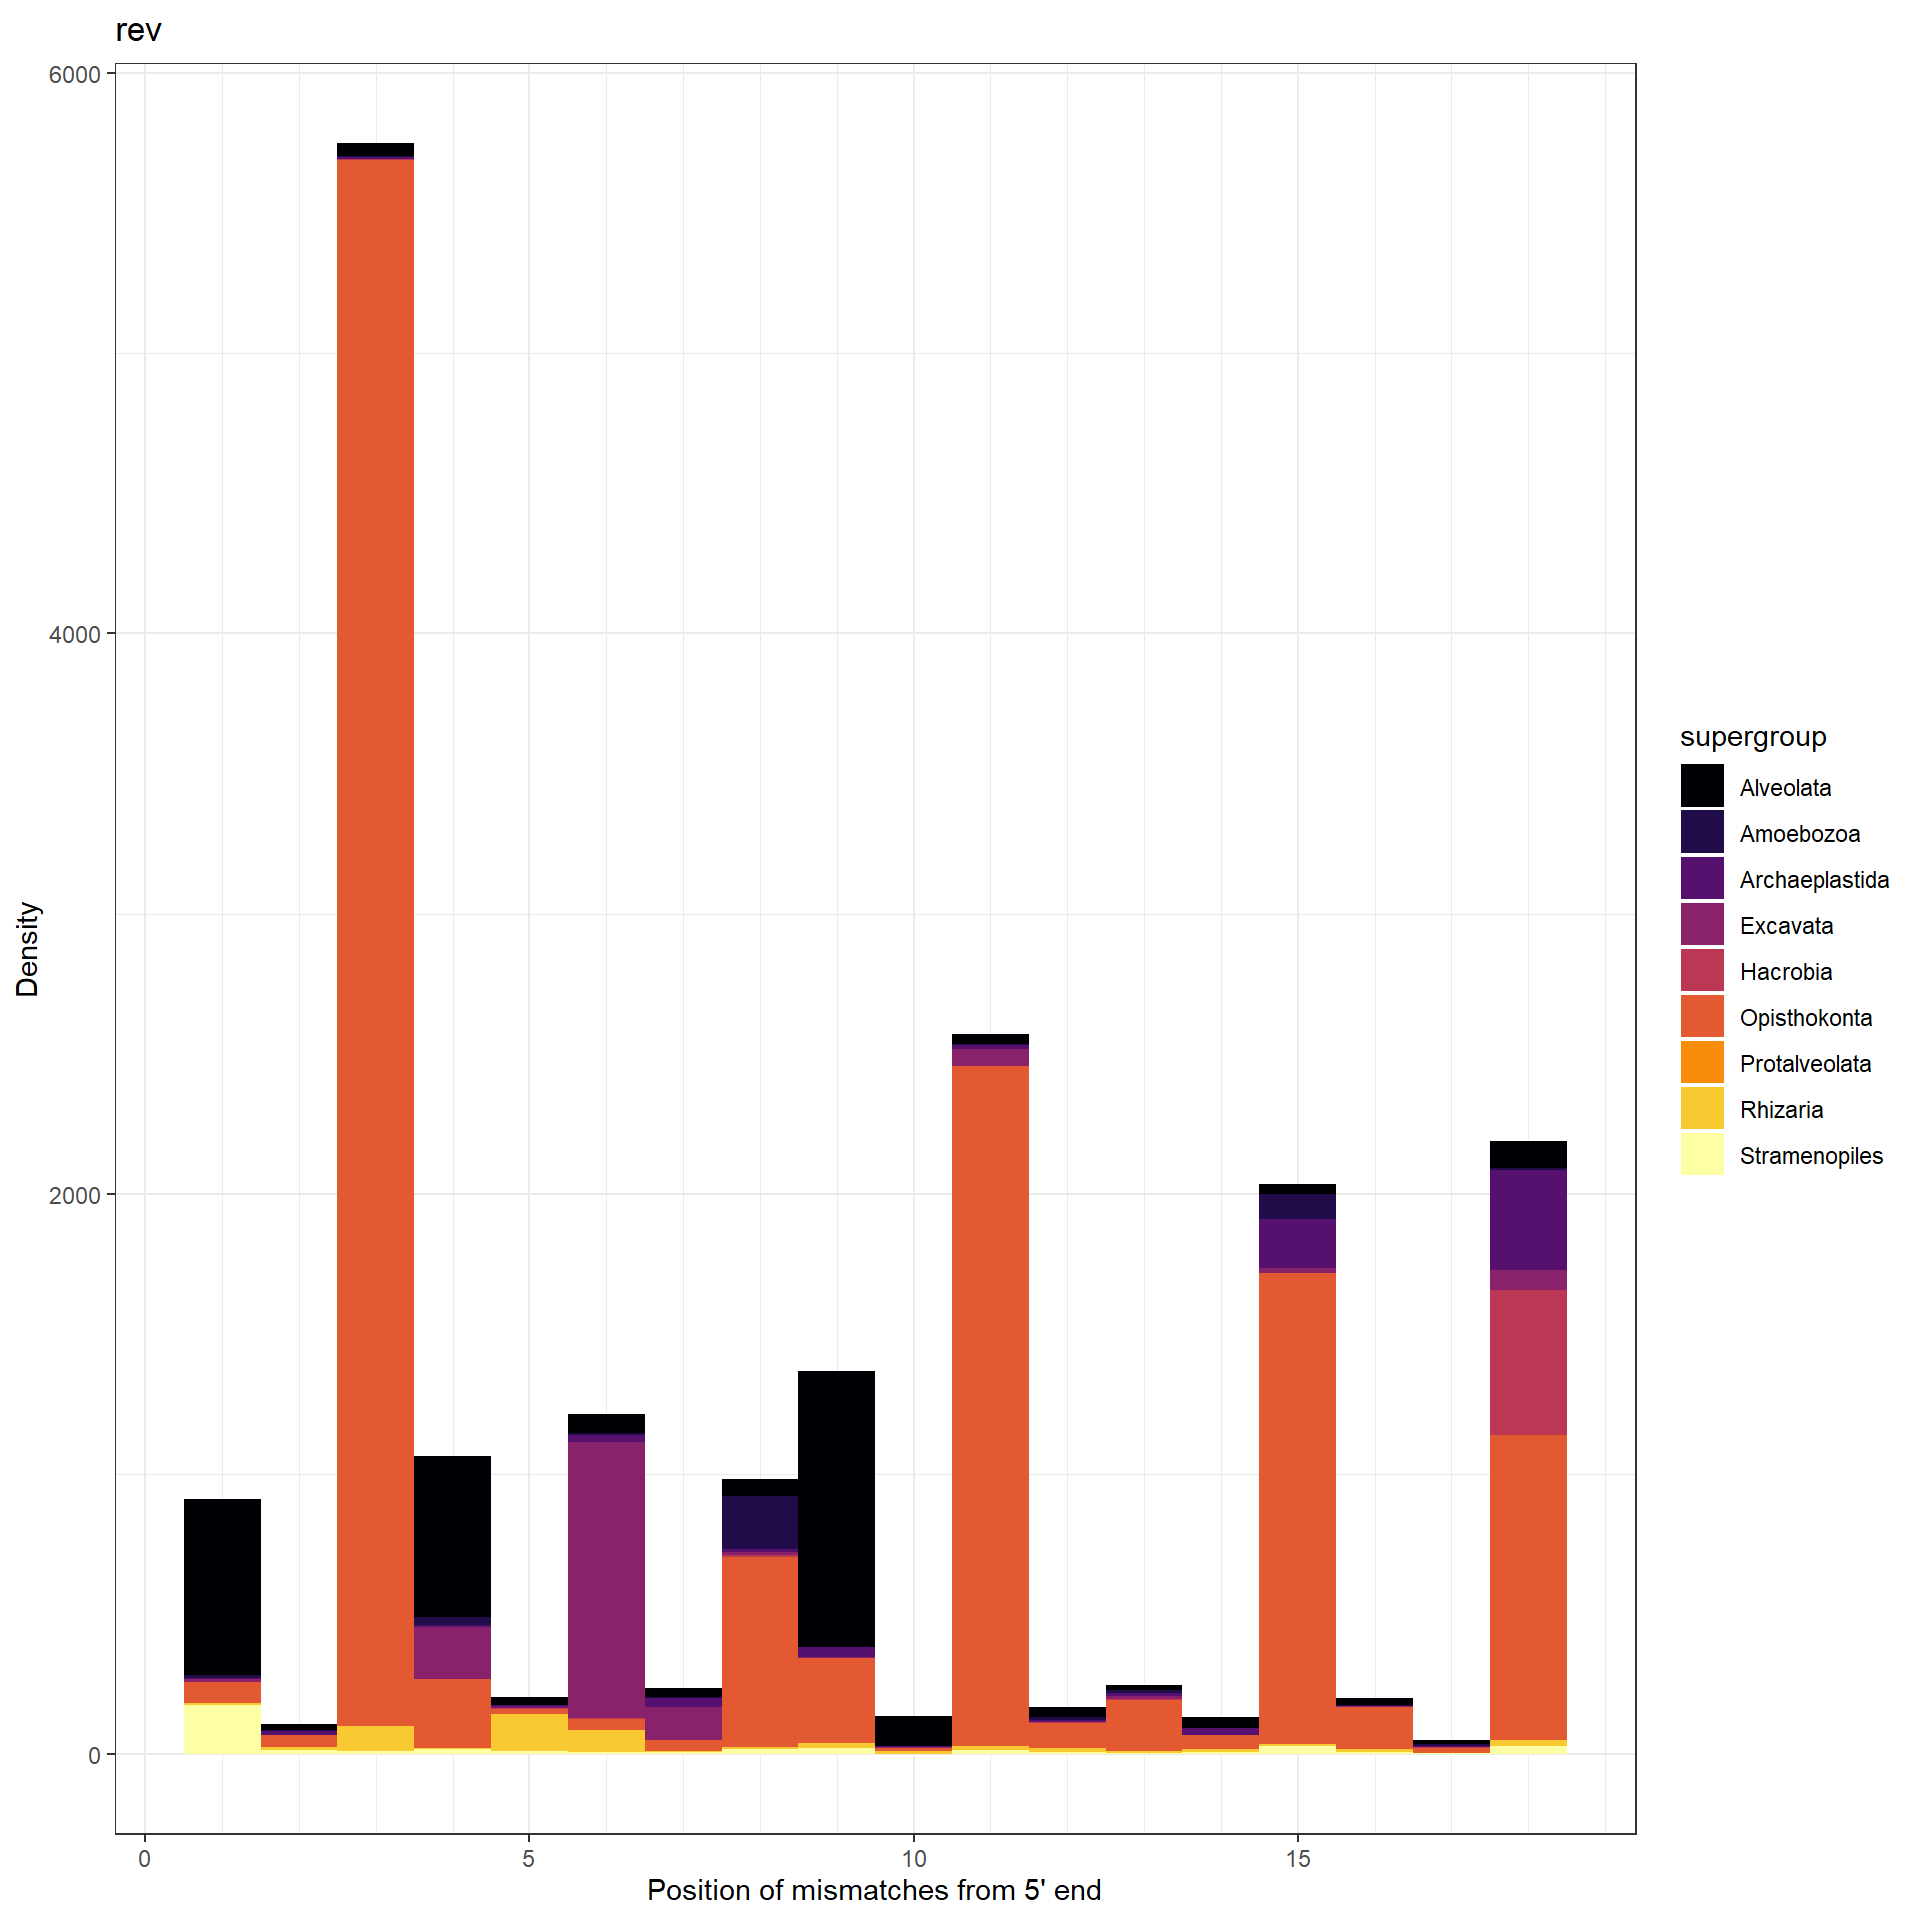 rev
6000
4000
2000
0
Density
0 5 10 15
Position of mismatches from 5' end
supergroup
Alveolata
Amoebozoa
Archaeplastida
Excavata
Hacrobia
Opisthokonta
Protalveolata
Rhizaria
Stramenopiles